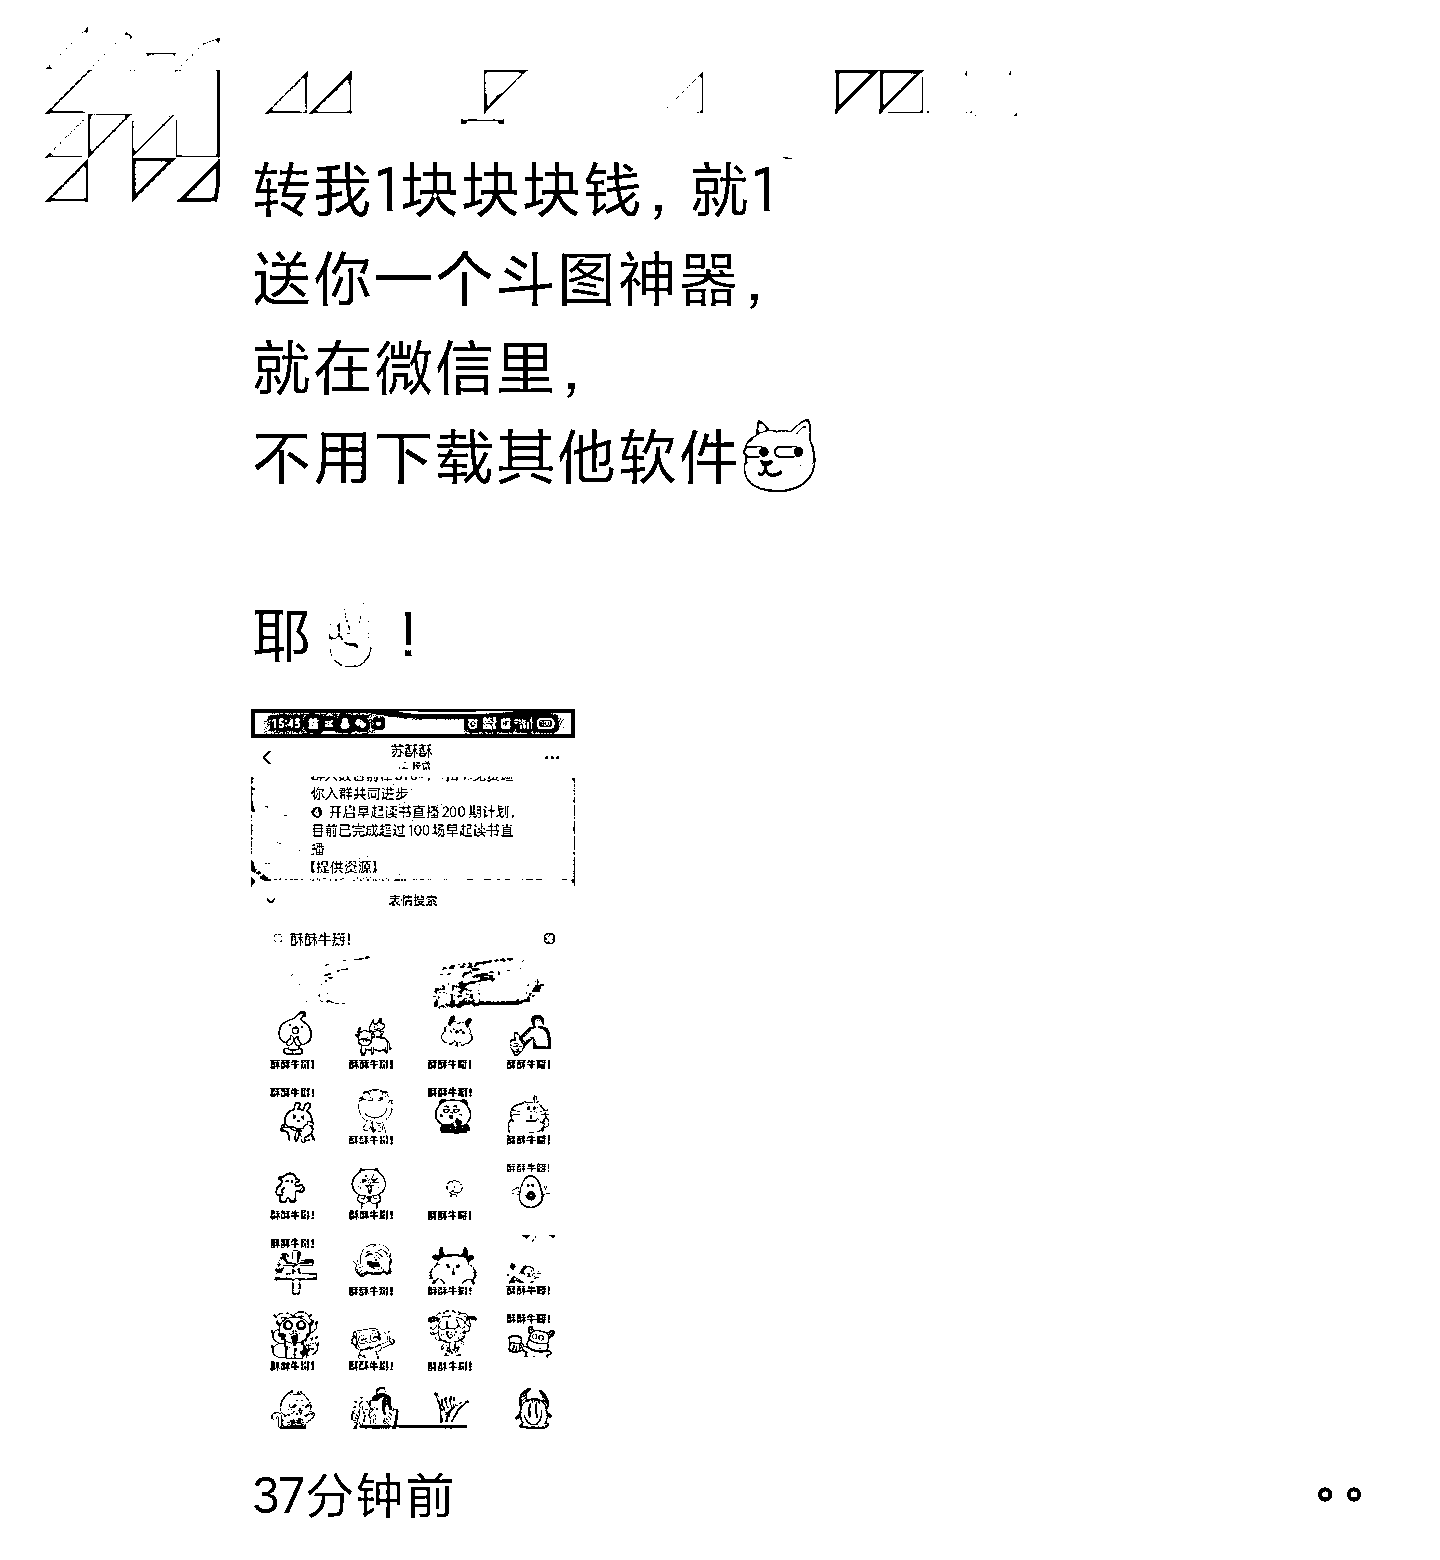 转我1块块块钱，就1
送你一个斗图神器，
就在微信里，
不用下载其他软件
耶！
15:45
苏酥酥
你入群共同进步
❹ 开启早起读书直播200期计划，
目前已完成超过100场早起读书直
播
【提供资源】
表情搜索
酥酥牛掰！
酥酥牛掰！ 酥酥牛掰！ 酥酥牛掰！ 酥酥牛掰！
酥酥牛掰！ 酥酥牛掰！
酥酥牛掰！ 酥酥牛掰！
酥酥牛掰！
酥酥牛掰！ 酥酥牛掰！ 酥酥牛掰！
酥酥牛掰！
牛
酥酥牛掰！ 酥酥牛掰！ 酥酥牛掰！
酥酥牛掰！
酥酥牛掰！ 酥酥牛掰！ 酥酥牛掰！
37分钟前